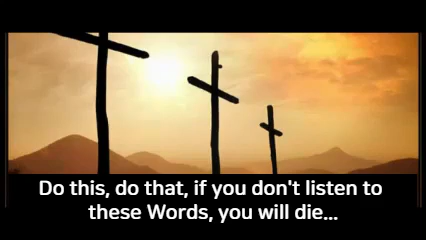 Do this, do that, if you don't listen to
these Words, you will die...